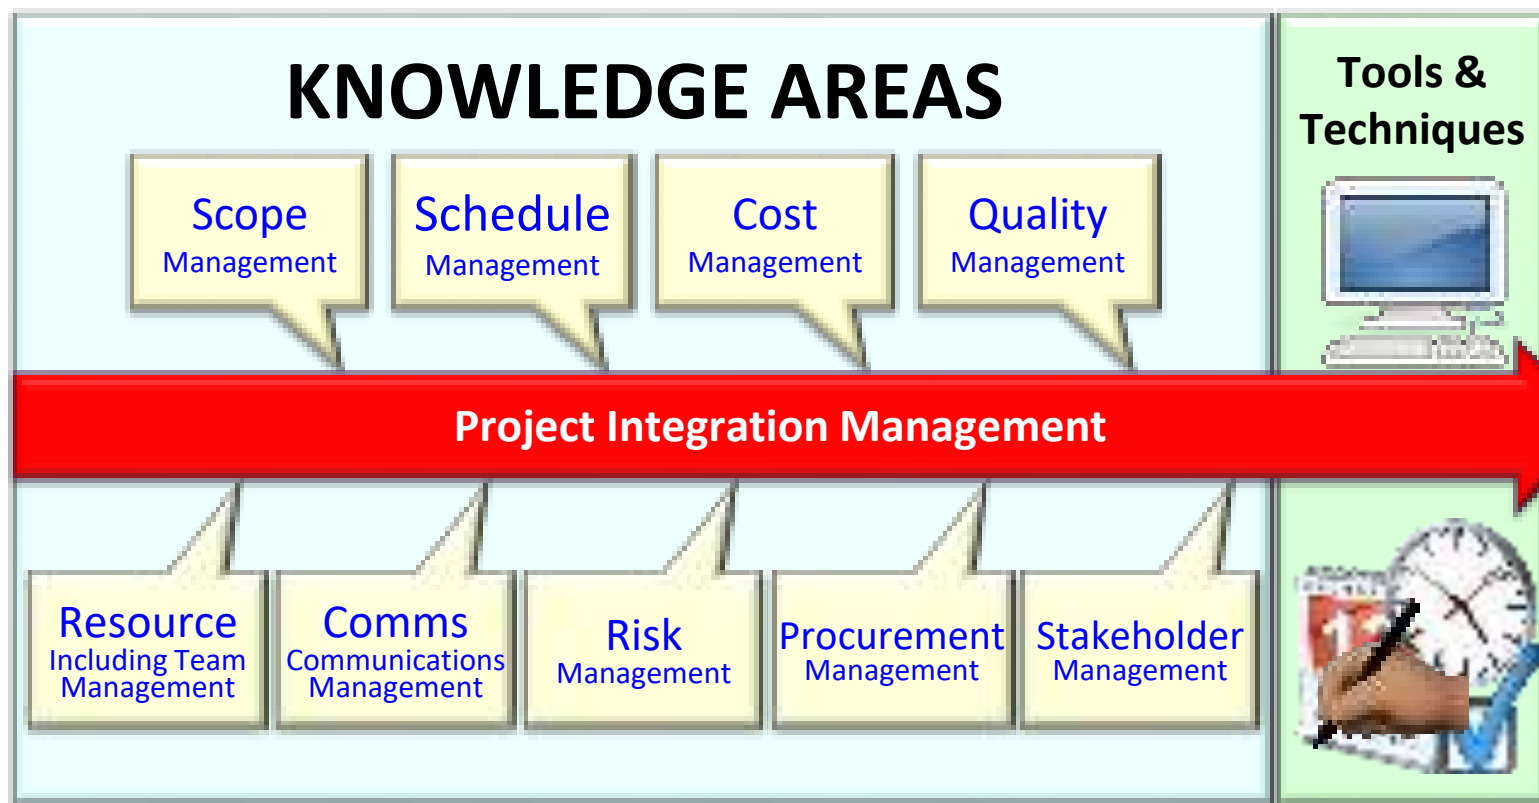 KNOWLEDGE AREAS
Tools &
Techniques
Scope
Management
Schedule
Management
Cost
Management
Quality
Management
Project Integration Management
Resource
Including Team
Management
Comms
Communications
Management
Risk
Management
Procurement
Management
Stakeholder
Management